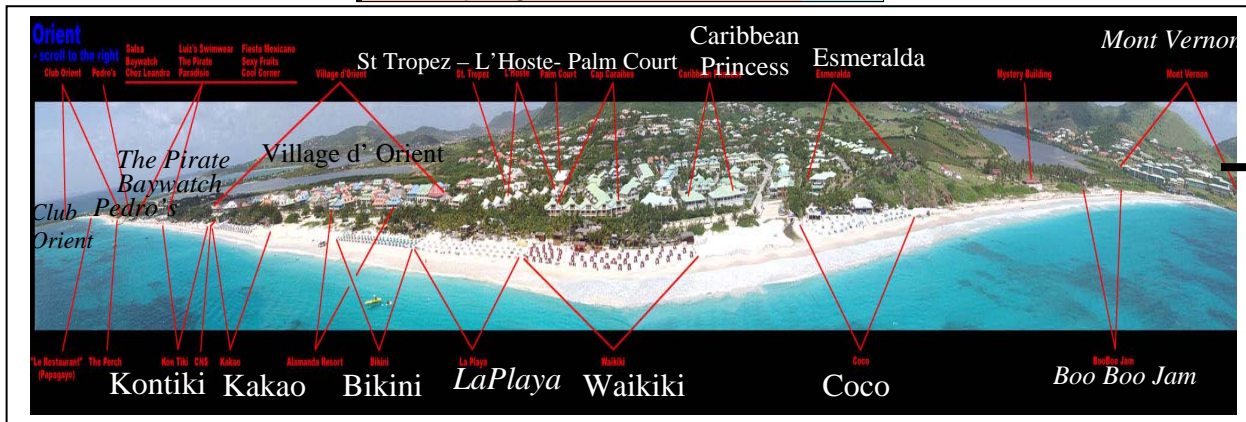 Orient
- scroll to the right
Salsa
Baywatch
Chez Leandra
Luiz's Swimwear
The Pirate
Paradisio
Fiesta Mexicano
Sexy Fruits
Cool Corner
Club Orient
Pedro's
Village d'Orient
St Tropez – L'Hoste- Palm Court
Caribbean
Princess
Esmeralda
Mont Vernon
St. Tropez
L'Hoste
Palm Court
Cap Caraibes
Caribbean Princess
Esmeralda
Mystery Building
Mont Vernon
The Pirate
Baywatch
Pedro's
Village d' Orient
Club
Orient
"Le Restaurant"
(Papagayo)
The Perch
Kon Tiki
CNS
Kakao
Alamanda Resort
Bikini
La Playa
Waikiki
Coco
BooBoo Jam
Kontiki
Kakao
Bikini
LaPlaya
Waikiki
Coco
Boo Boo Jam